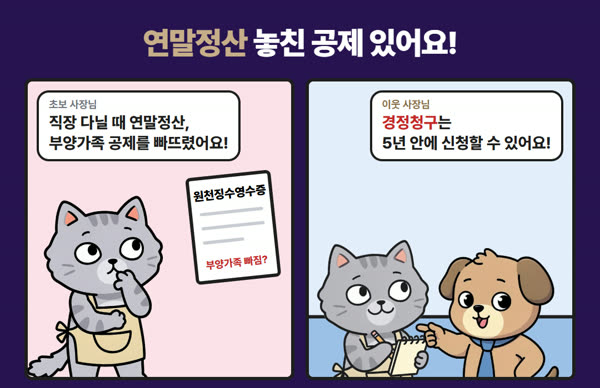 연말정산 놓친 공제 있어요!
초보 사장님
직장 다닐 때 연말정산,
부양가족 공제를 빠뜨렸어요!
원천징수영수증
부양가족 빠짐?
이웃 사장님
경정청구는
5년 안에 신청할 수 있어요!